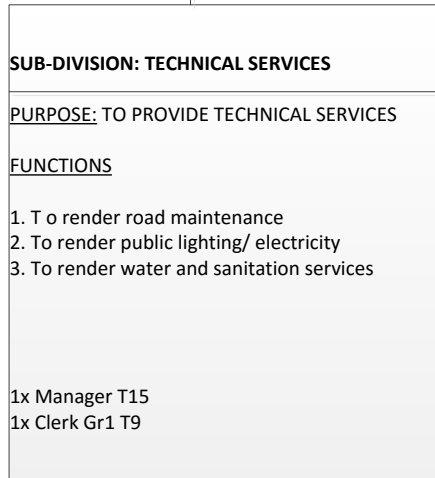 SUB-DIVISION: TECHNICAL SERVICES
PURPOSE: TO PROVIDE TECHNICAL SERVICES
FUNCTIONS
1. T o render road maintenance
2. To render public lighting/ electricity
3. To render water and sanitation services
1x Manager T15
1x Clerk Gr1 T9